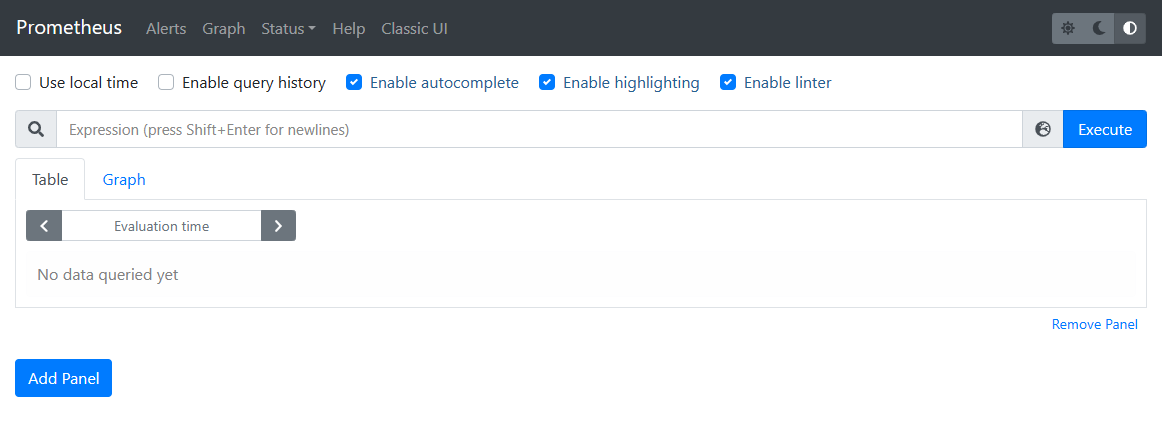 Prometheus Alerts Graph Status Help Classic UI
Use local time Enable query history Enable autocomplete Enable highlighting Enable linter
Expression (press Shift+Enter for newlines) Execute
Table Graph
Evaluation time
No data queried yet
Remove Panel
Add Panel